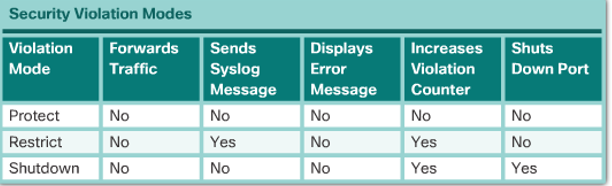 Security Violation Modes
Violation Mode Forwards Traffic Sends Syslog Message Displays Error Message Increases Violation Counter Shuts Down Port
Protect No No No No No
Restrict No Yes No Yes No
Shutdown No No No Yes Yes